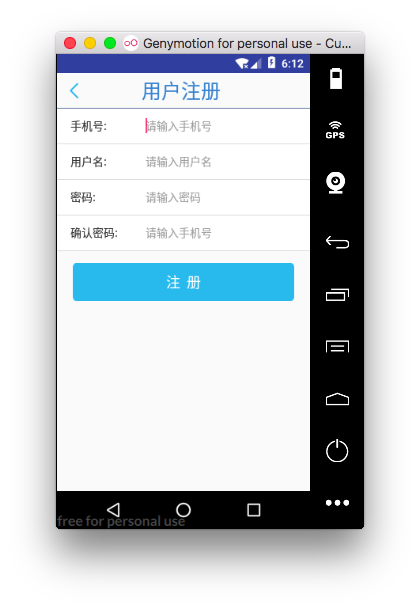 Genymotion for personal use - Cu...
6:12
用户注册
手机号: 请输入手机号
用户名: 请输入用户名
密码: 请输入密码
确认密码: 请输入手机号
注 册
GPS
free for personal use